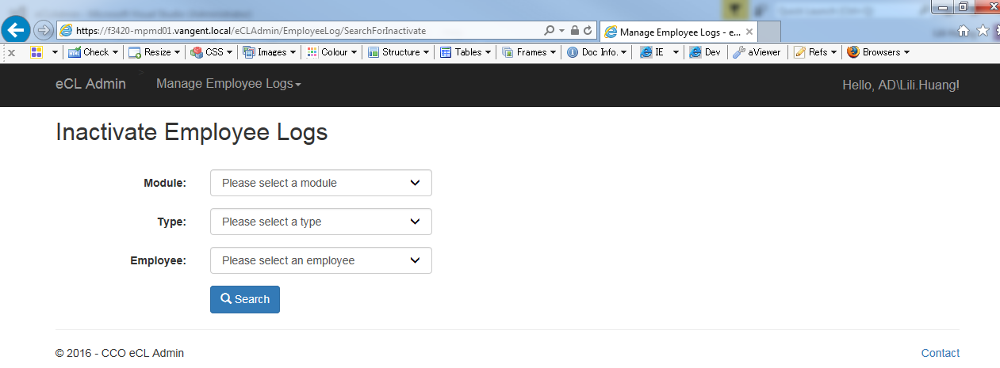 https://f3420-mpmd01.vangent.local/eCLAdmin/EmployeeLog/SearchForInactivate
Manage Employee Logs - e...
x Check Resize CSS Images Colour Structure Tables Frames Doc Info. IE Dev aViewer Refs Browsers
eCL Admin > Manage Employee Logs Hello, AD\Lili.Huang!
Inactivate Employee Logs
Module: Please select a module
Type: Please select a type
Employee: Please select an employee
Search
© 2016 - CCO eCL Admin Contact